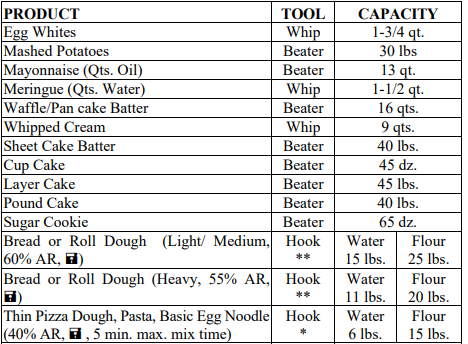 PRODUCT TOOL CAPACITY
Egg Whites Whip 1-3/4 qt.
Mashed Potatoes Beater 30 lbs
Mayonnaise (Qts. Oil) Beater 13 qt.
Meringue (Qts. Water) Whip 1-1/2 qt.
Waffle/Pan cake Batter Beater 16 qts.
Whipped Cream Whip 9 qts.
Sheet Cake Batter Beater 40 lbs.
Cup Cake Beater 45 dz.
Layer Cake Beater 45 lbs.
Pound Cake Beater 40 lbs.
Sugar Cookie Beater 65 dz.
Bread or Roll Dough (Light/ Medium, Hook Water Flour
60% AR, 🖬) ** 15 lbs. 25 lbs.
Bread or Roll Dough (Heavy, 55% AR, Hook Water Flour
🖬) ** 11 lbs. 20 lbs.
Thin Pizza Dough, Pasta, Basic Egg Noodle Hook Water Flour
(40% AR, 🖬 , 5 min. max. mix time) * 6 lbs. 15 lbs.